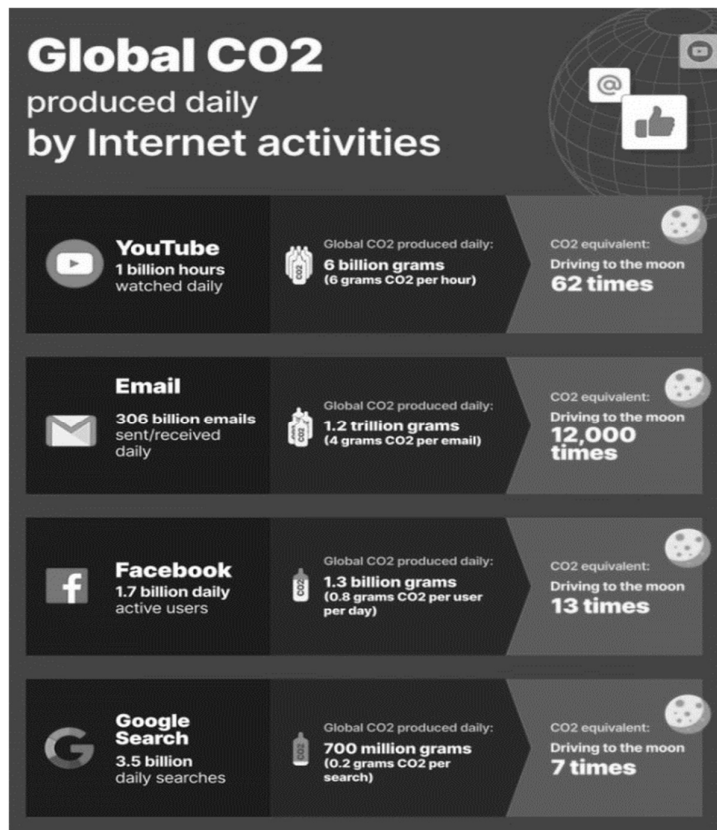 Global CO2
produced daily
by Internet activities
YouTube
1 billion hours
watched daily
Global CO2 produced daily:
6 billion grams
(6 grams CO2 per hour)
CO2 equivalent:
Driving to the moon
62 times
Email
306 billion emails
sent/received
daily
Global CO2 produced daily:
1.2 trillion grams
(4 grams CO2 per email)
CO2 equivalent:
Driving to the moon
12,000
times
Facebook
1.7 billion daily
active users
Global CO2 produced daily:
1.3 billion grams
(0.8 grams CO2 per user
per day)
CO2 equivalent:
Driving to the moon
13 times
Google
Search
3.5 billion
daily searches
Global CO2 produced daily:
700 million grams
(0.2 grams CO2 per
search)
CO2 equivalent:
Driving to the moon
7 times